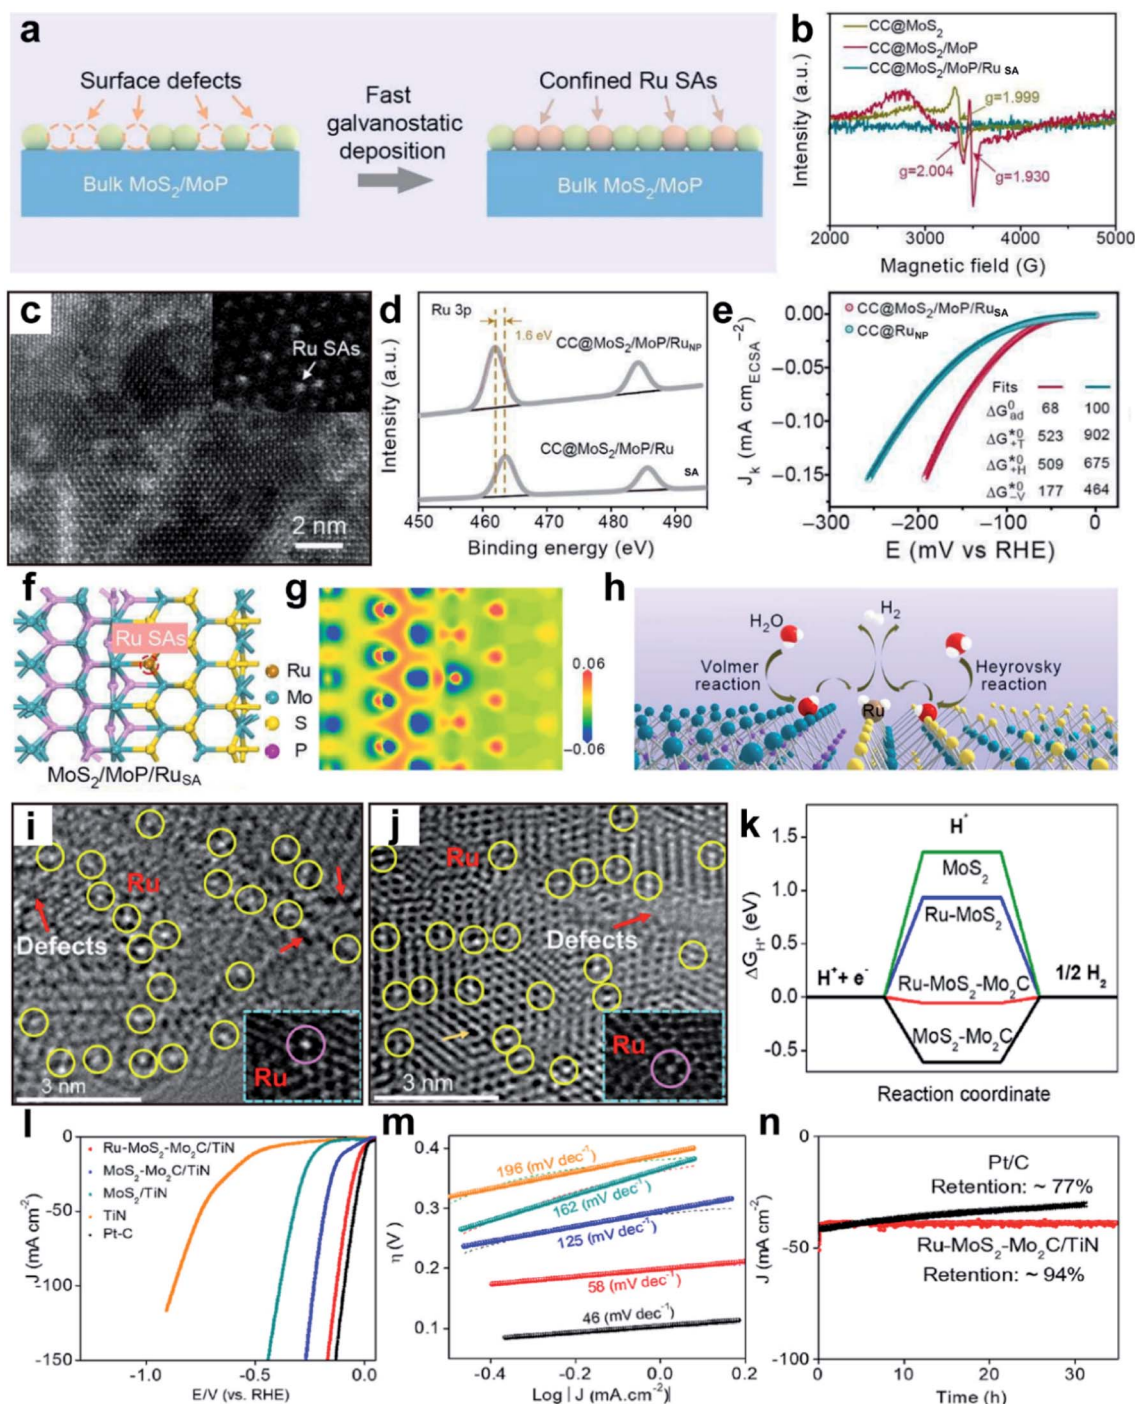 a
Surface defects
Confined Ru SAs
Fast
galvanostatic
deposition
Bulk MoS₂/MoP
Bulk MoS₂/MoP
b
CC@MoS₂
CC@MoS₂/MoP
CC@MoS₂/MoP/Ru SA
g=1.999
g=2.004
g=1.930
Intensity (a.u.)
2000
3000
4000
5000
Magnetic field (G)
c
Ru SAs
2 nm
d
Ru 3p
1.6 eV
CC@MoS₂/MoP/Ru_NP
CC@MoS₂/MoP/Ru
SA
Intensity (a.u.)
450
460
470
480
490
Binding energy (eV)
e
CC@MoS₂/MoP/Ru_SA
CC@Ru_NP
0.00
−0.05
−0.10
−0.15
J_k (mA cm_ECSA⁻²)
Fits
ΔG⁰_ad 68 100
ΔG*⁰_+T 523 902
ΔG*⁰_+H 509 675
ΔG*⁰_−V 177 464
−300
−200
−100
0
E (mV vs RHE)
f
Ru SAs
Ru
Mo
S
P
MoS₂/MoP/Ru_SA
g
0.06
−0.06
h
H₂O
H₂
Volmer
reaction
Heyrovsky
reaction
Ru
i
Ru
Defects
Ru
3 nm
j
Ru
Defects
Ru
3 nm
k
H⁺
MoS₂
Ru-MoS₂
Ru-MoS₂-Mo₂C
MoS₂-Mo₂C
H⁺+ e⁻
1/2 H₂
1.5
1.0
0.5
0.0
-0.5
ΔG_H* (eV)
Reaction coordinate
l
Ru-MoS₂-Mo₂C/TiN
MoS₂-Mo₂C/TiN
MoS₂/TiN
TiN
Pt-C
0
-50
-100
-150
J (mA cm⁻²)
-1.0
-0.5
0.0
E/V (vs. RHE)
m
0.4
0.3
0.2
0.1
η (V)
196 (mV dec⁻¹)
162 (mV dec⁻¹)
125 (mV dec⁻¹)
58 (mV dec⁻¹)
46 (mV dec⁻¹)
-0.4
-0.2
0.0
0.2
Log | J (mA.cm⁻²)|
n
Pt/C
Retention: ~ 77%
Ru-MoS₂-Mo₂C/TiN
Retention: ~ 94%
0
-50
-100
J (mA cm⁻²)
0
10
20
30
Time (h)